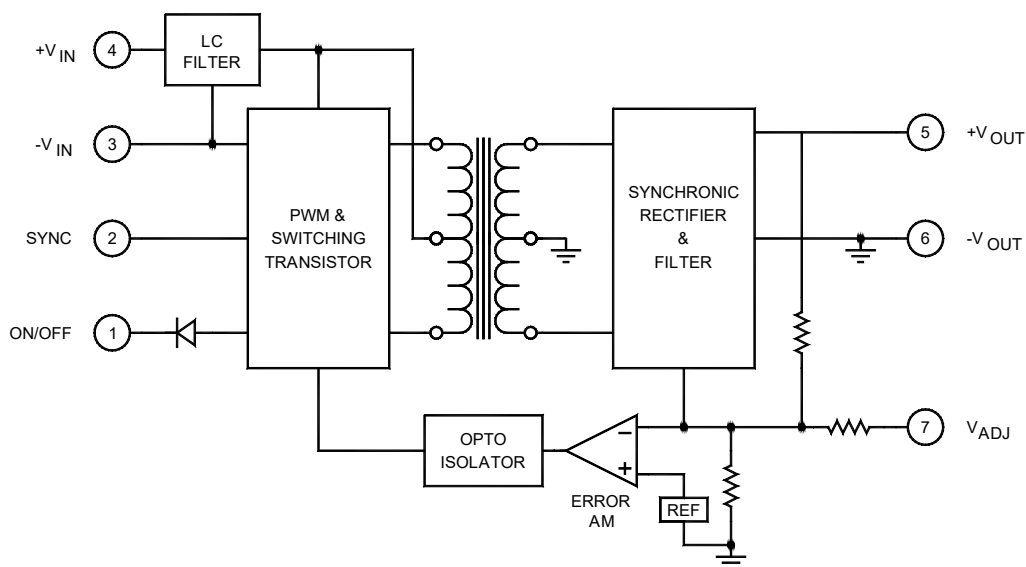 +V IN
4
LC
FILTER
-V IN
3
SYNC
2
ON/OFF
1
PWM &
SWITCHING
TRANSISTOR
SYNCHRONIC
RECTIFIER
&
FILTER
5
+V OUT
6
-V OUT
7
V ADJ
OPTO
ISOLATOR
−
+
ERROR
AM
REF